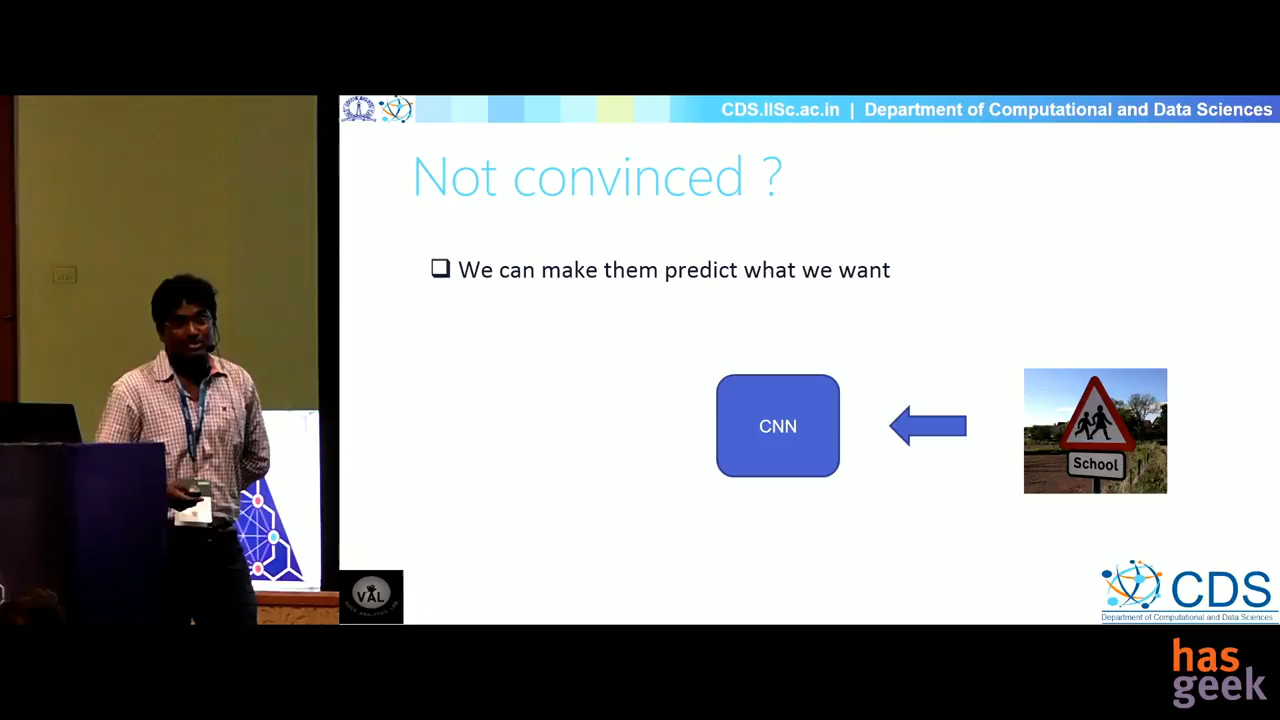 CDS.IISc.ac.in | Department of Computational and Data Sciences
Not convinced ?
We can make them predict what we want
CNN
School
VAL
CDS
Department of Computational and Data Sciences
has
geek